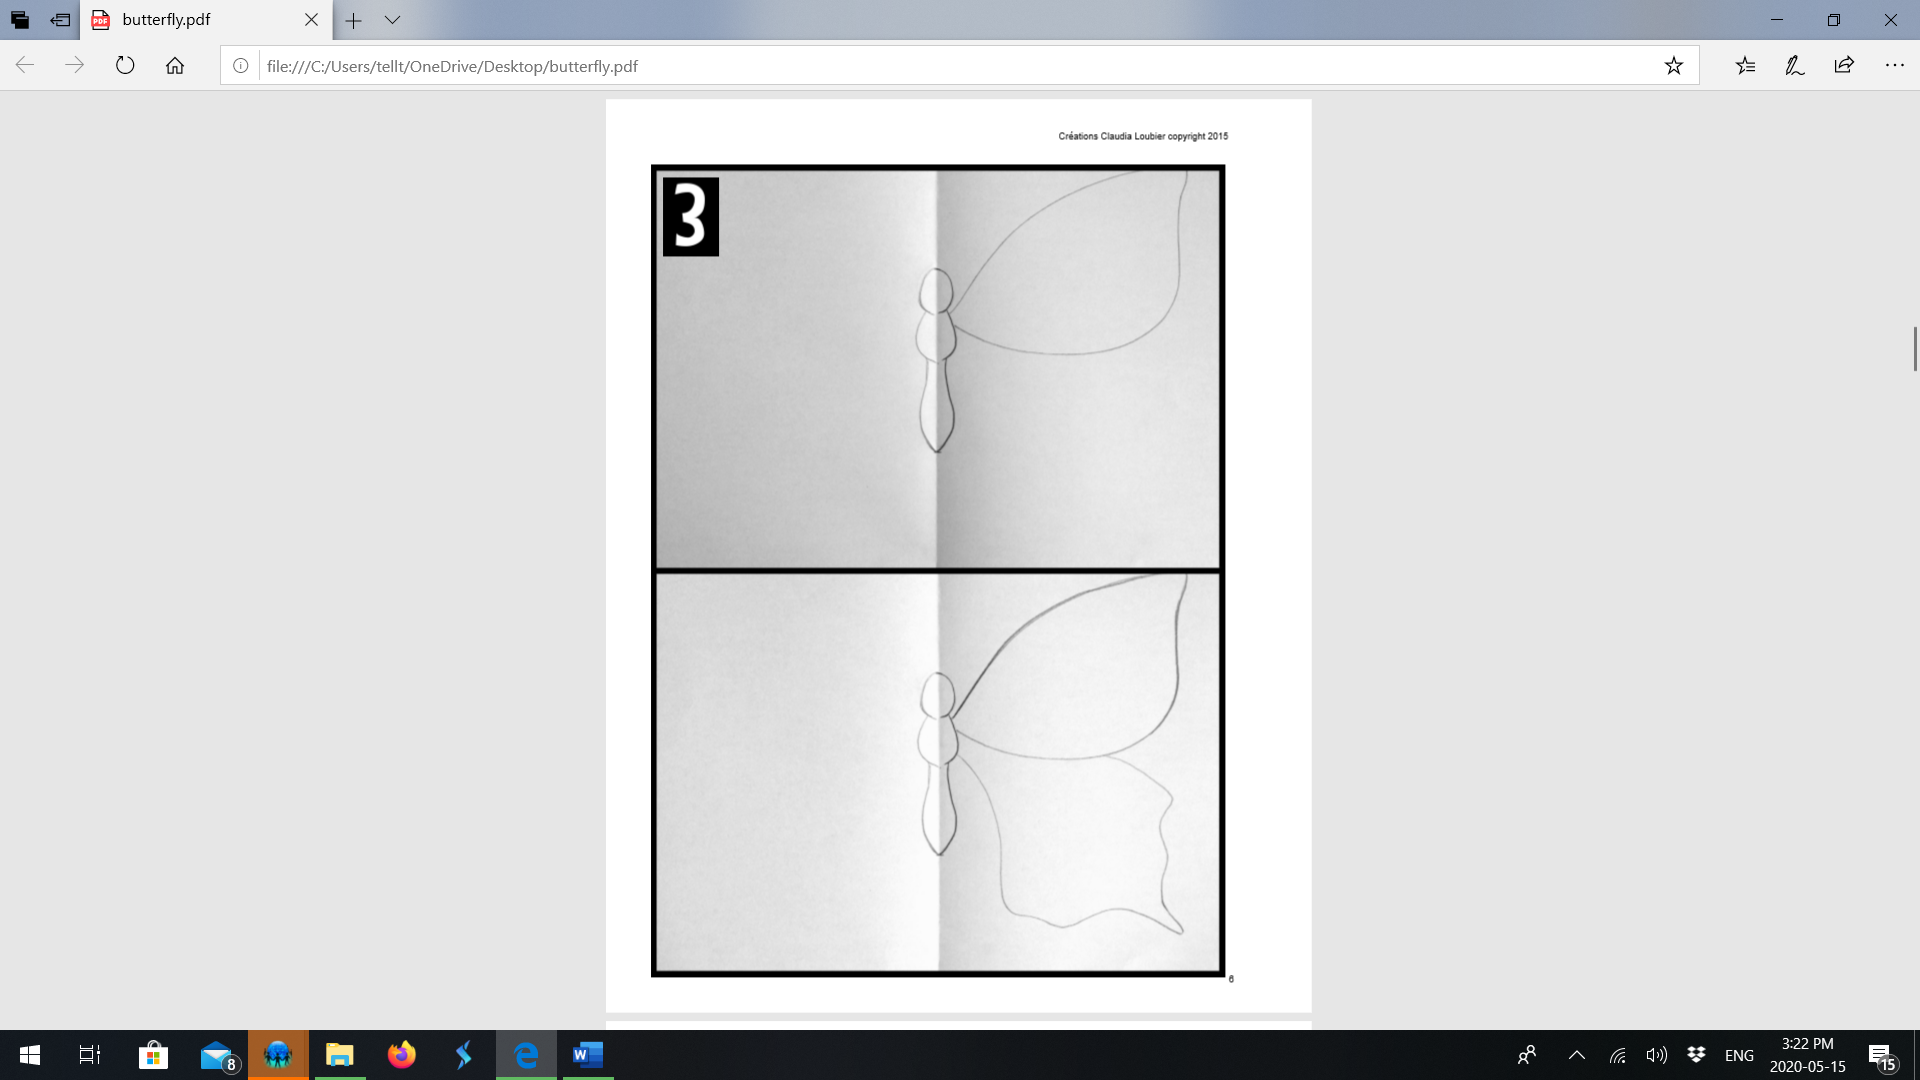 butterfly.pdf
file:///C:/Users/tellt/OneDrive/Desktop/butterfly.pdf
Créations Claudia Loubier copyright 2015
3
6
8
ENG
3:22 PM
2020-05-15
15